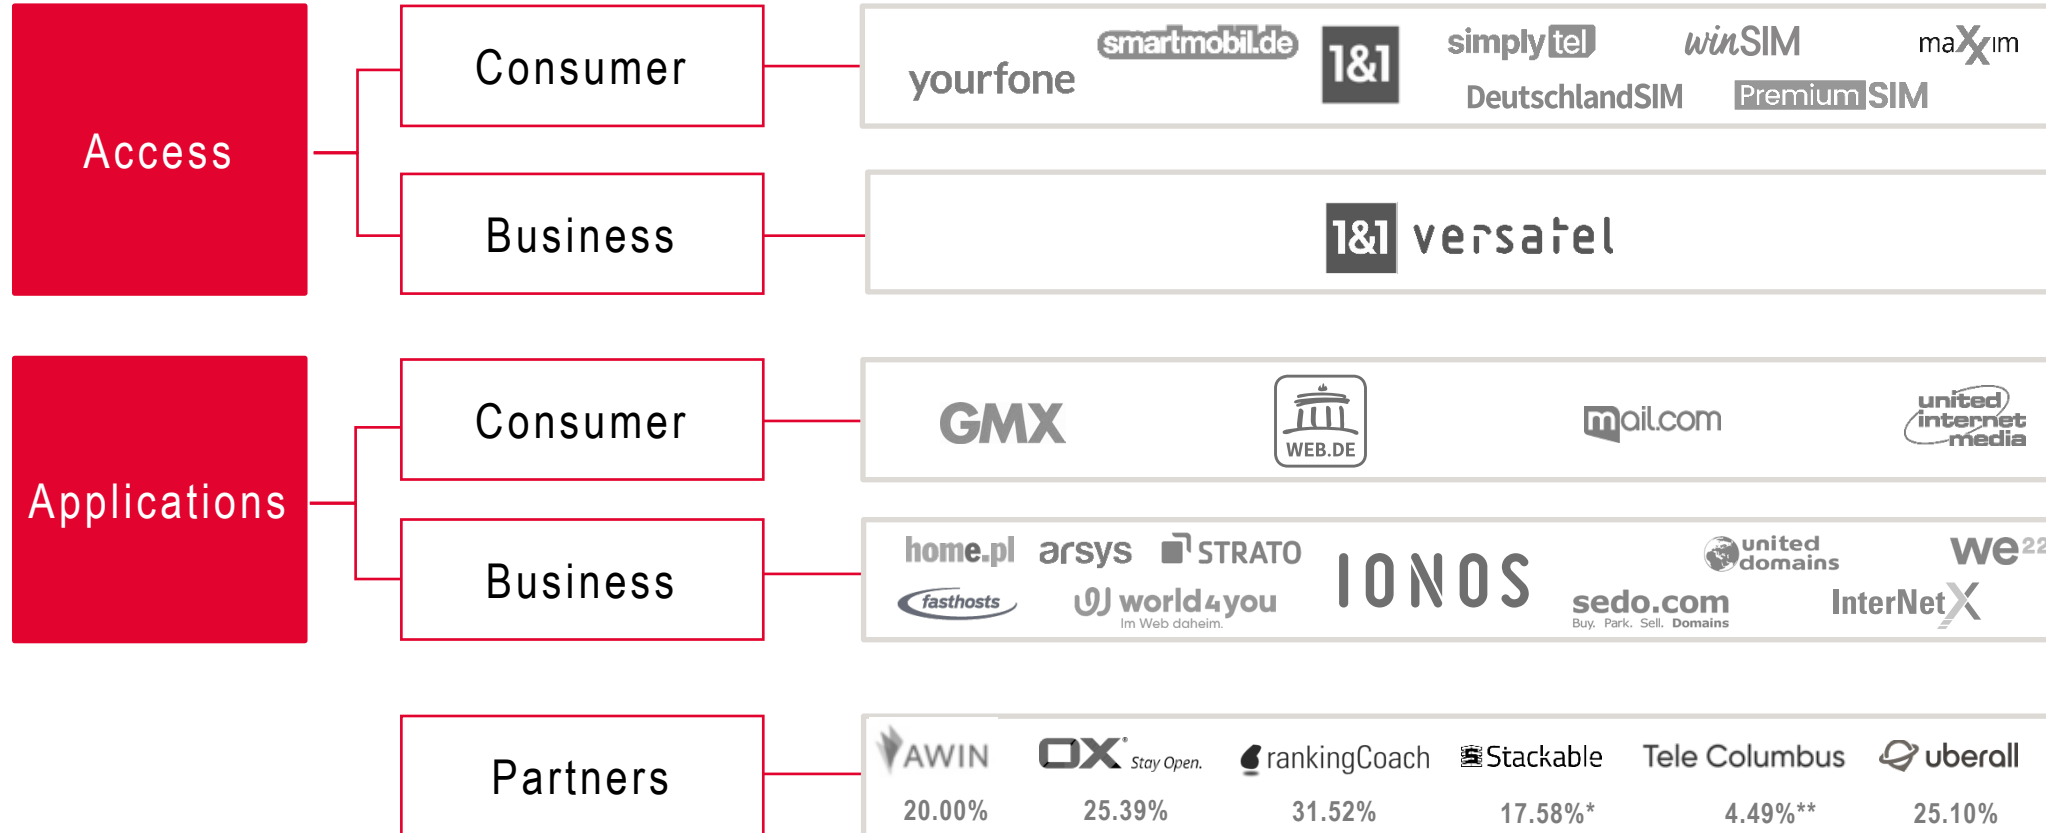 Access
Consumer
yourfone
smartmobil.de
1&1
simplytel
winSIM
maXXim
DeutschlandSIM
PremiumSIM
Business
1&1 versatel
Applications
Consumer
GMX
WEB.DE
mail.com
united
internet
media
Business
home.pl
arsys
STRATO
IONOS
united
domains
we22
fasthosts
world4you
Im Web daheim.
sedo.com
Buy. Park. Sell. Domains
InterNetX
Partners
AWIN
OX® Stay Open.
rankingCoach
Stackable
Tele Columbus
uberall
20.00%
25.39%
31.52%
17.58%*
4.49%**
25.10%